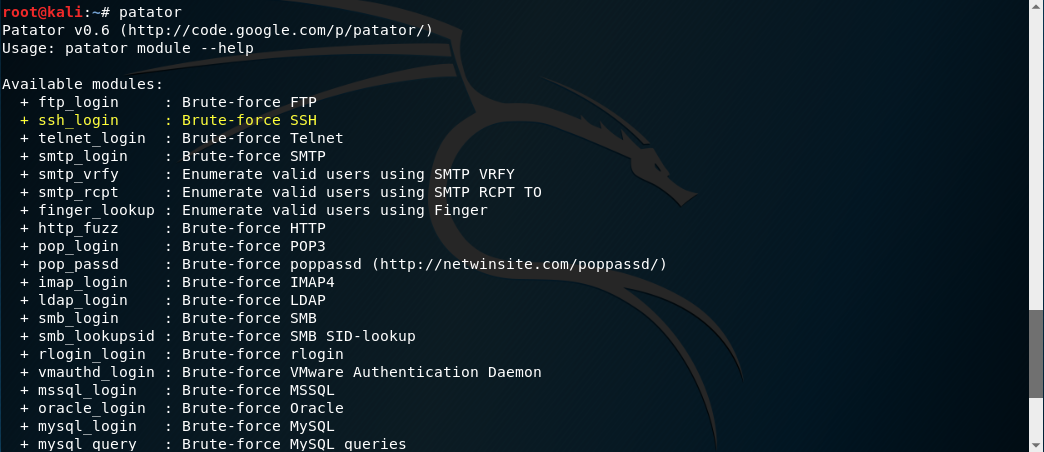 root@kali:~# patator
Patator v0.6 (http://code.google.com/p/patator/)
Usage: patator module --help

Available modules:
  + ftp_login     : Brute-force FTP
  + ssh_login     : Brute-force SSH
  + telnet_login  : Brute-force Telnet
  + smtp_login    : Brute-force SMTP
  + smtp_vrfy     : Enumerate valid users using SMTP VRFY
  + smtp_rcpt     : Enumerate valid users using SMTP RCPT TO
  + finger_lookup : Enumerate valid users using Finger
  + http_fuzz     : Brute-force HTTP
  + pop_login     : Brute-force POP3
  + pop_passd     : Brute-force poppassd (http://netwinsite.com/poppassd/)
  + imap_login    : Brute-force IMAP4
  + ldap_login    : Brute-force LDAP
  + smb_login     : Brute-force SMB
  + smb_lookupsid : Brute-force SMB SID-lookup
  + rlogin_login  : Brute-force rlogin
  + vmauthd_login : Brute-force VMware Authentication Daemon
  + mssql_login   : Brute-force MSSQL
  + oracle_login  : Brute-force Oracle
  + mysql_login   : Brute-force MySQL
  + mysql_query   : Brute-force MySQL queries